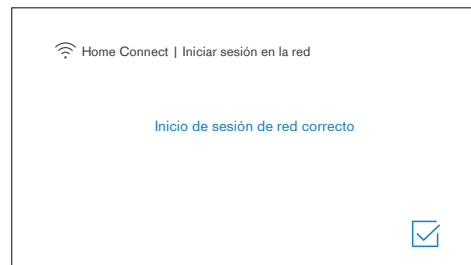 Home Connect | Iniciar sesión en la red
Inicio de sesión de red correcto